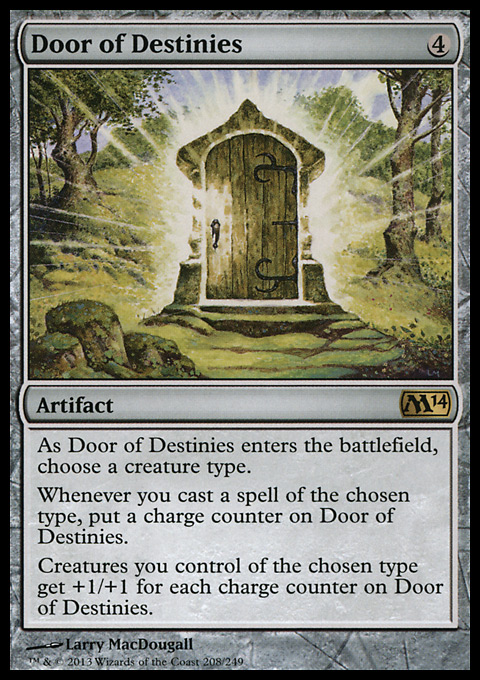 Door of Destinies 4
Artifact M14
As Door of Destinies enters the battlefield,
choose a creature type.
Whenever you cast a spell of the chosen
type, put a charge counter on Door of
Destinies.
Creatures you control of the chosen type
get +1/+1 for each charge counter on Door
of Destinies.
Larry MacDougall
™ & © 2013 Wizards of the Coast 208/249